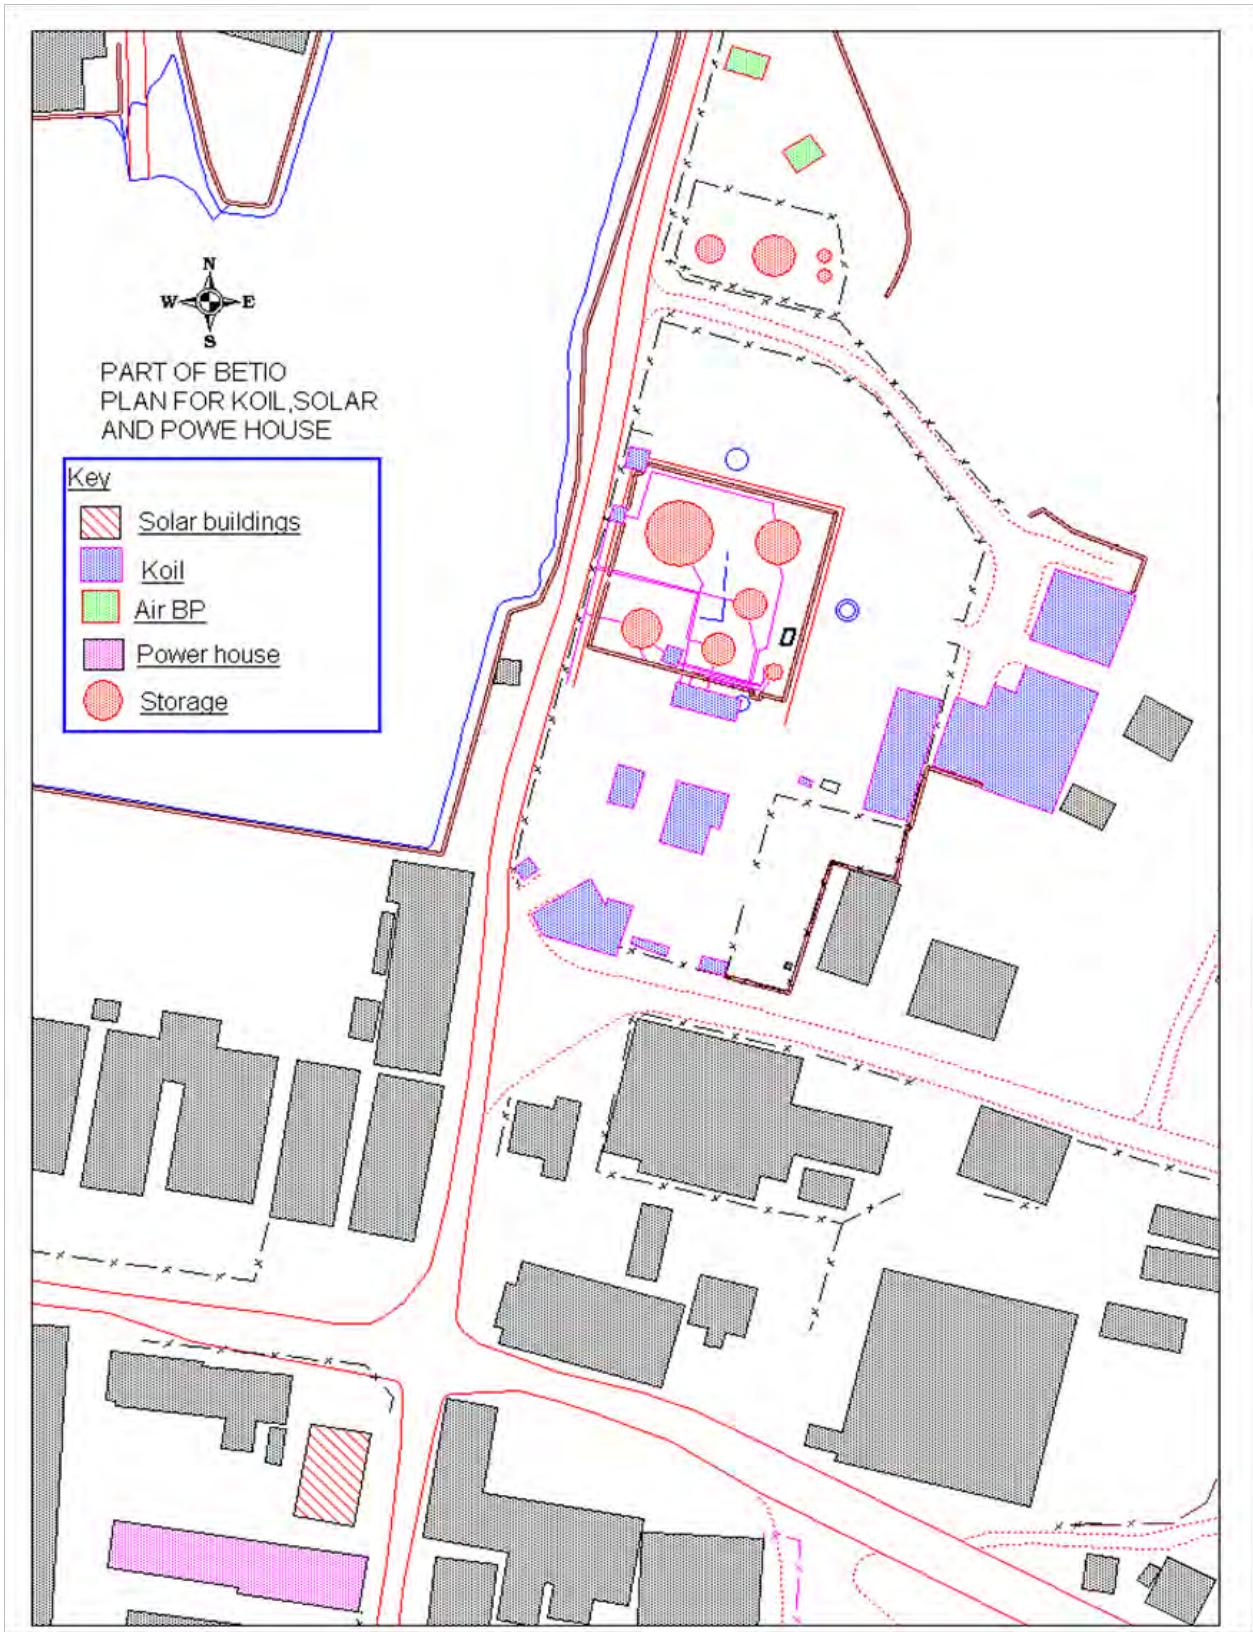 N
W E
S
PART OF BETIO
PLAN FOR KOIL,SOLAR
AND POWE HOUSE
Key
Solar buildings
Koil
Air BP
Power house
Storage
D